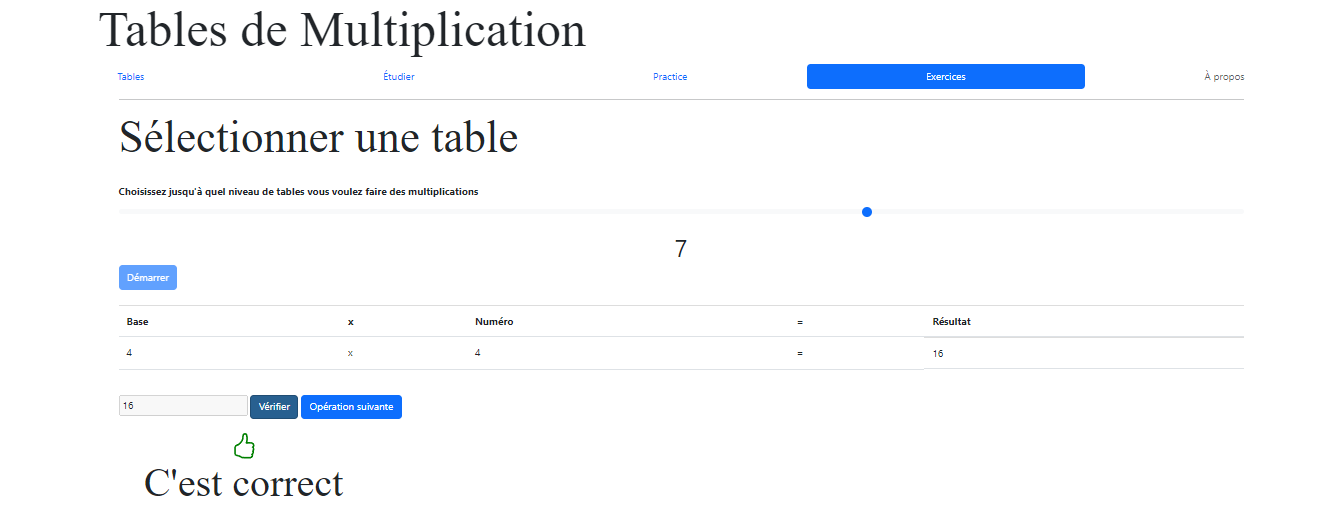 Tables de Multiplication
Tables Étudier Practice Exercices À propos
Sélectionner une table
Choisissez jusqu'à quel niveau de tables vous voulez faire des multiplications
7
Démarrer
Base x Numéro = Résultat
4 x 4 = 16
16 Vérifier Opération suivante
C'est correct